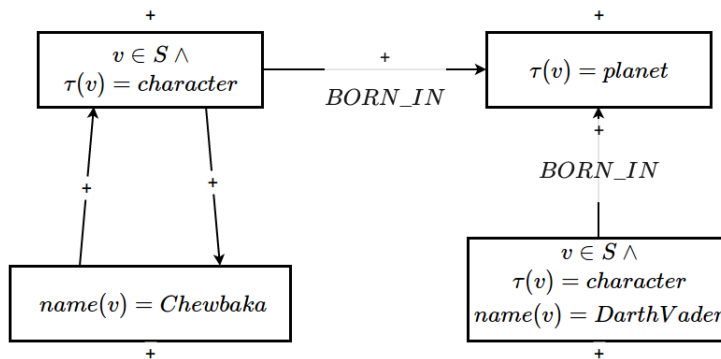 + +
v ∈ S ∧
τ(v) = character
+
BORN_IN
τ(v) = planet
+
BORN_IN
+ +
name(v) = Chewbaka
v ∈ S ∧
τ(v) = character
name(v) = DarthVader
+ +